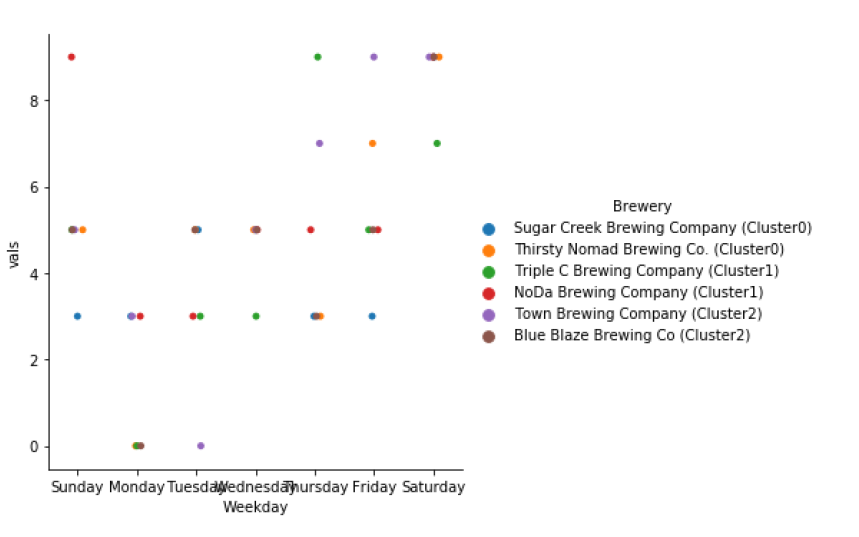 8
6
4
2
0
vals
Sunday Monday Tuesday Wednesday Thursday Friday Saturday
Weekday
Brewery
Sugar Creek Brewing Company (Cluster0)
Thirsty Nomad Brewing Co. (Cluster0)
Triple C Brewing Company (Cluster1)
NoDa Brewing Company (Cluster1)
Town Brewing Company (Cluster2)
Blue Blaze Brewing Co (Cluster2)